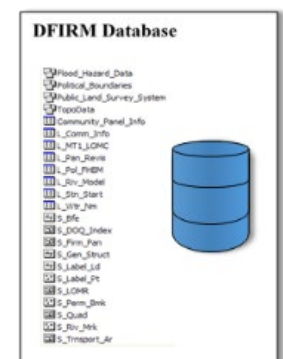 DFIRM Database
Flood_Hazard_Data
Political_Boundaries
Public_Land_Survey_System
TopoData
Community_Panel_Info
L_Comm_Info
L_MT1_LOMC
L_Pan_Revis
L_Pol_FHBM
L_Riv_Model
L_Stn_Start
L_Wtr_Nm
S_Bfe
S_DOQ_Index
S_Firm_Pan
S_Gen_Struct
S_Label_Ld
S_Label_Pt
S_LOMR
S_Perm_Bmk
S_Quad
S_Riv_Mrk
S_Trnsport_Ar